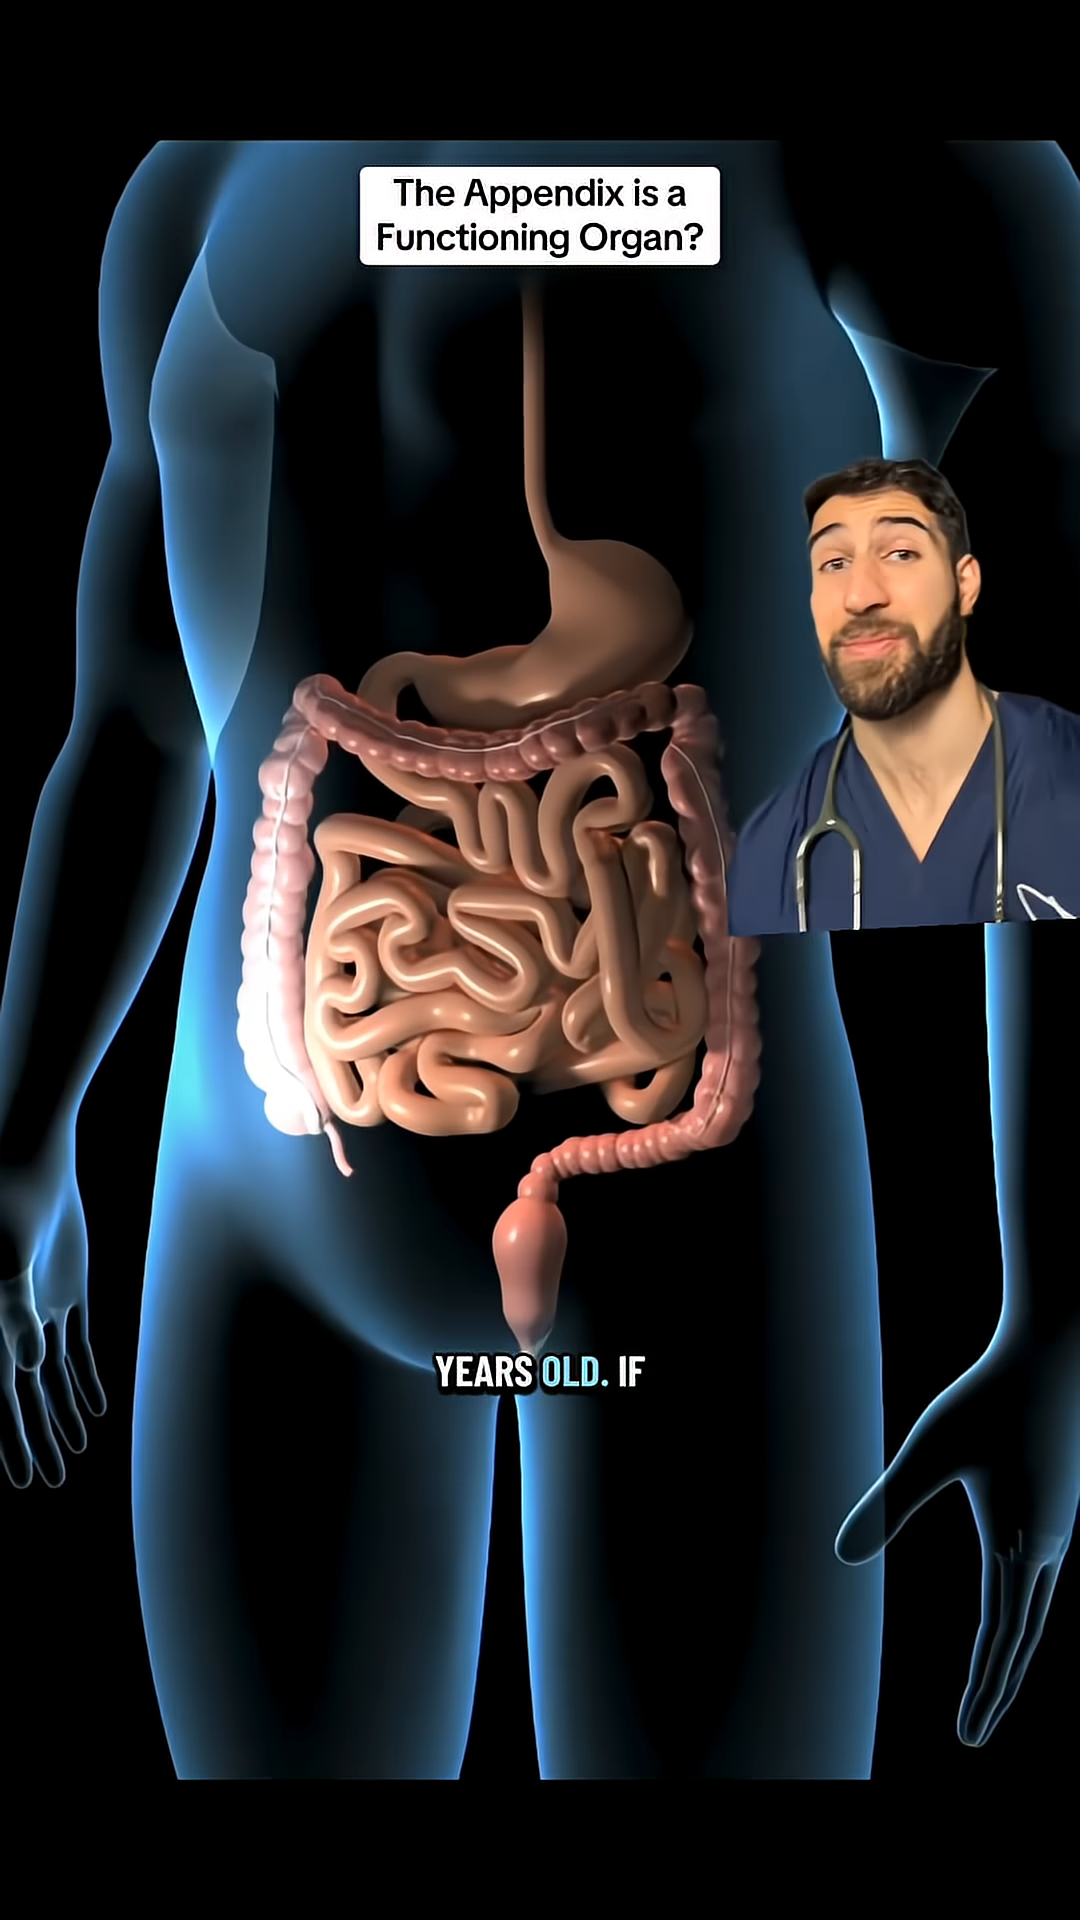 The Appendix is a
Functioning Organ?
YEARS OLD. IF